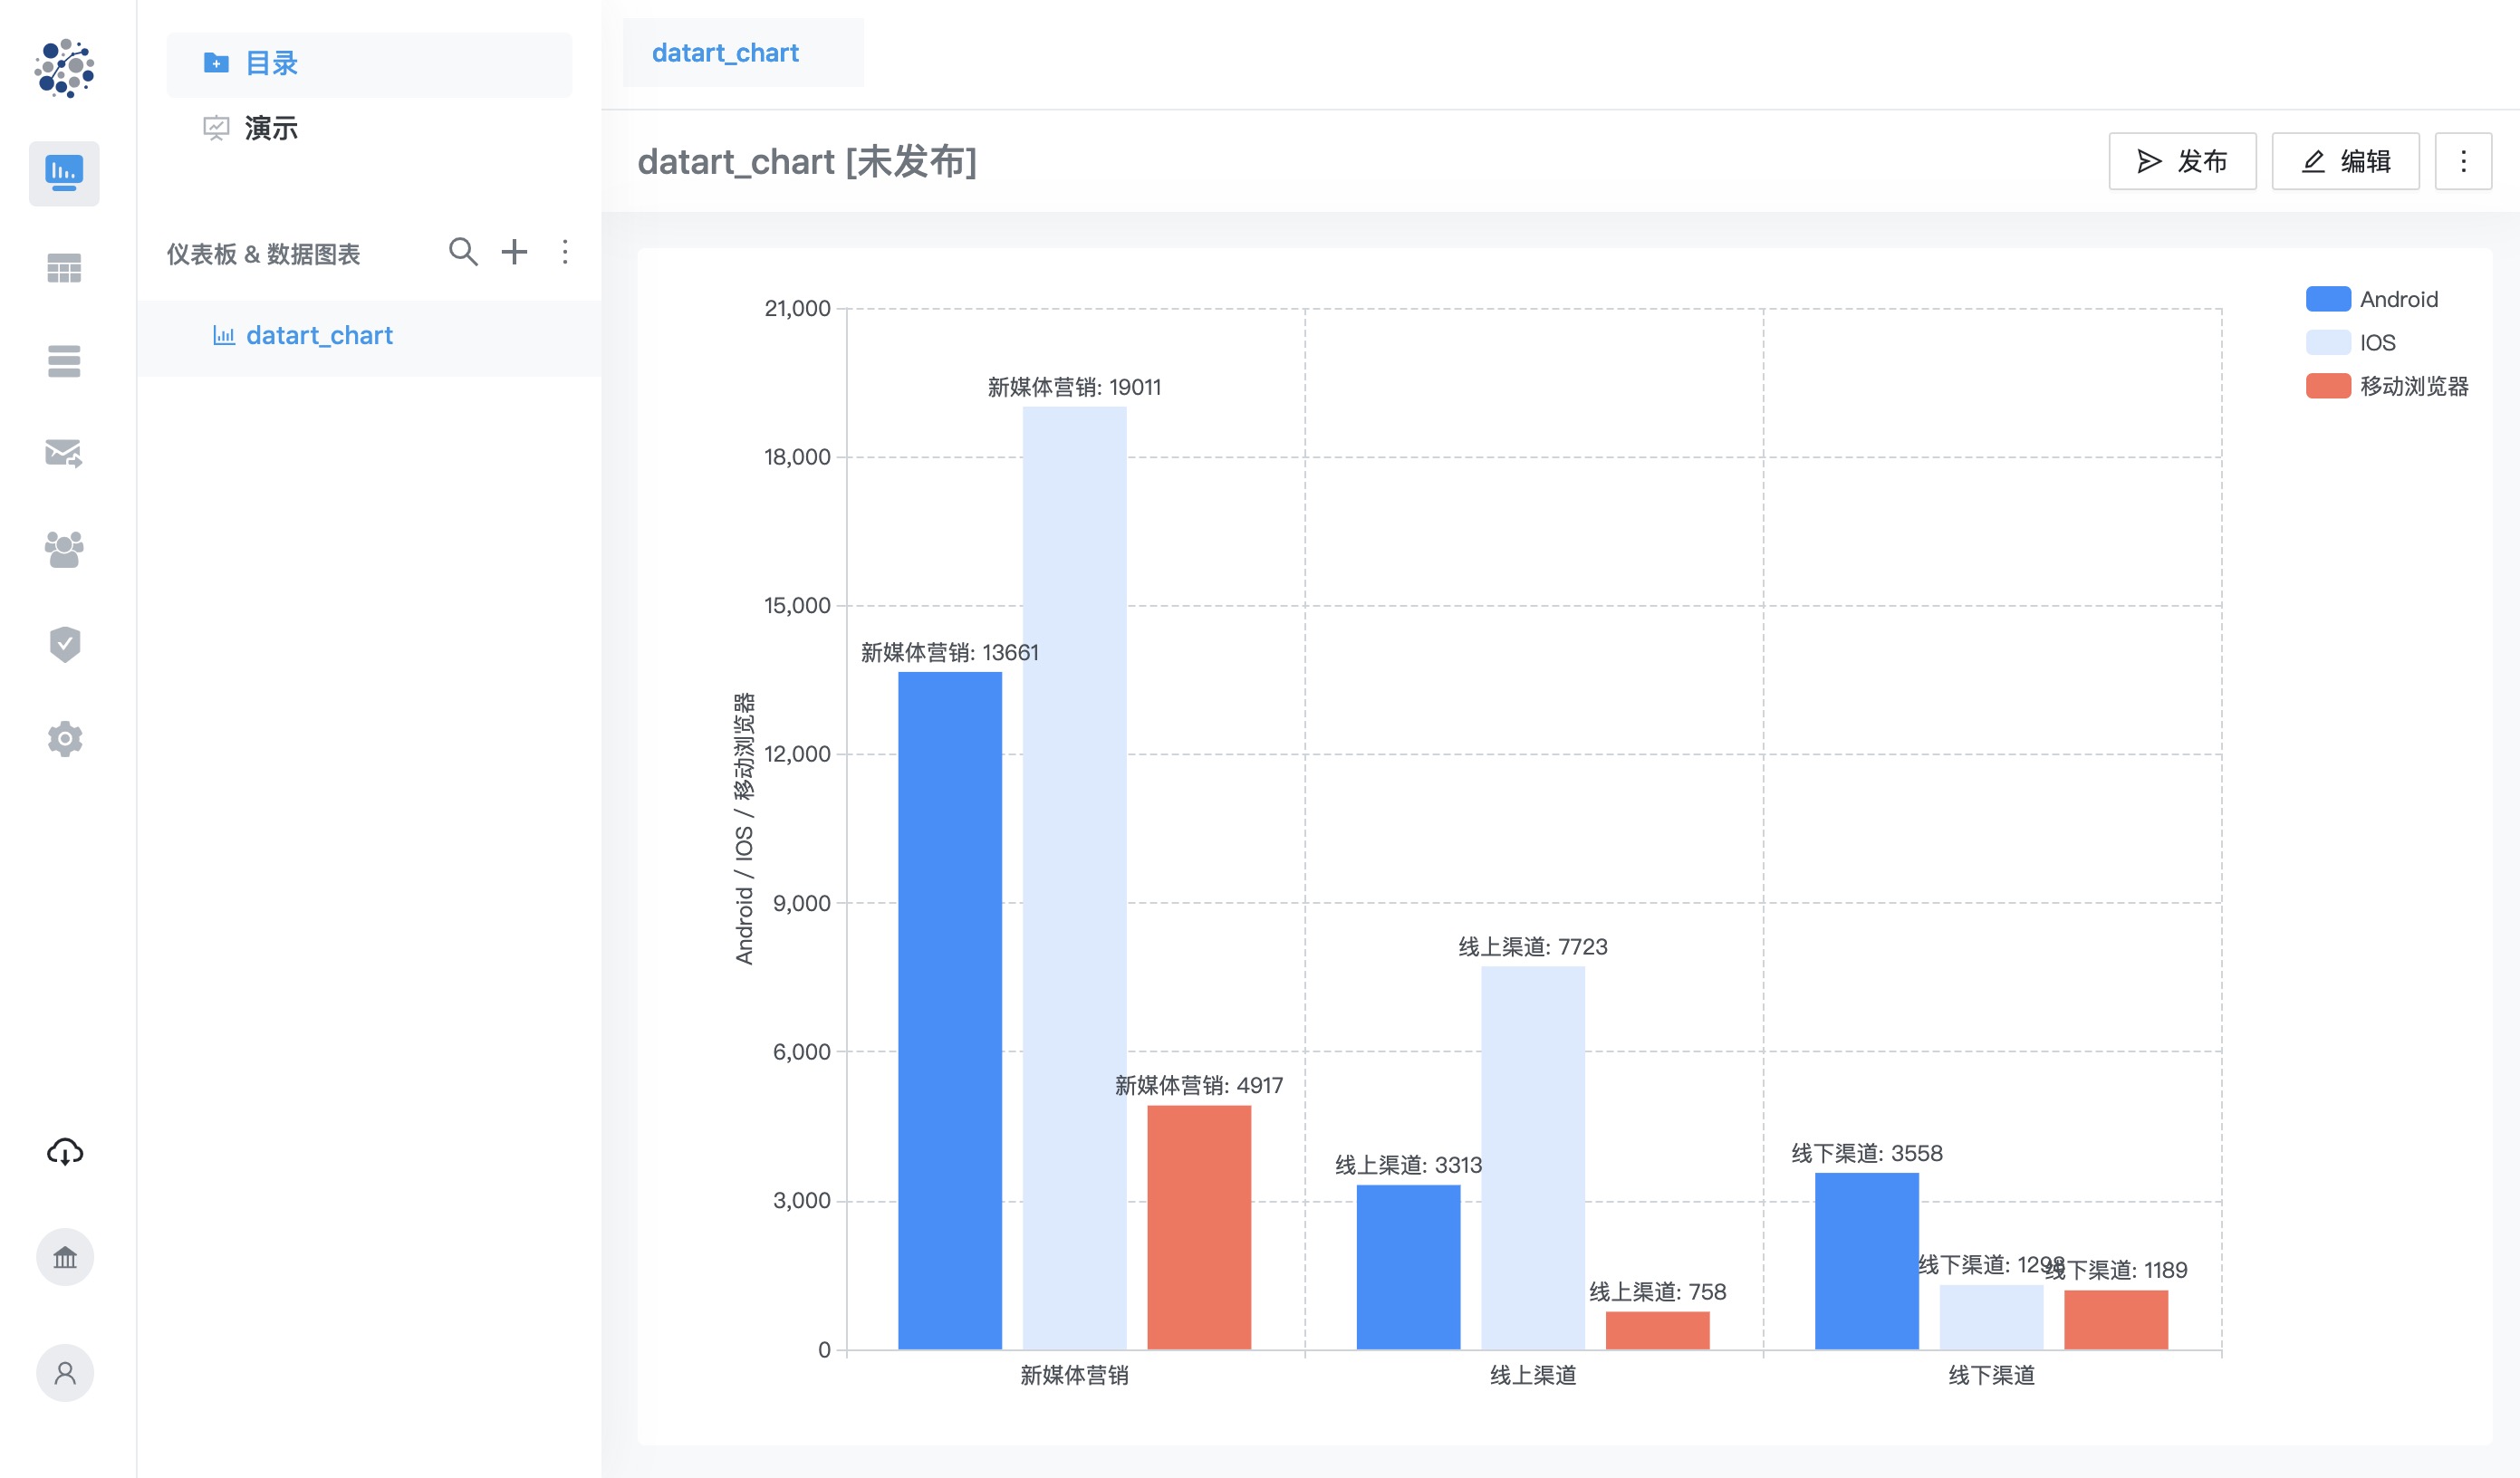 目录
演示
仪表板 & 数据图表
datart_chart
datart_chart
datart_chart [未发布]
发布
编辑
Android
IOS
移动浏览器
Android / IOS / 移动浏览器
21,000
18,000
15,000
12,000
9,000
6,000
3,000
0
新媒体营销: 19011
新媒体营销: 13661
新媒体营销: 4917
线上渠道: 7723
线上渠道: 3313
线上渠道: 758
线下渠道: 3558
线下渠道: 1298
线下渠道: 1189
新媒体营销
线上渠道
线下渠道